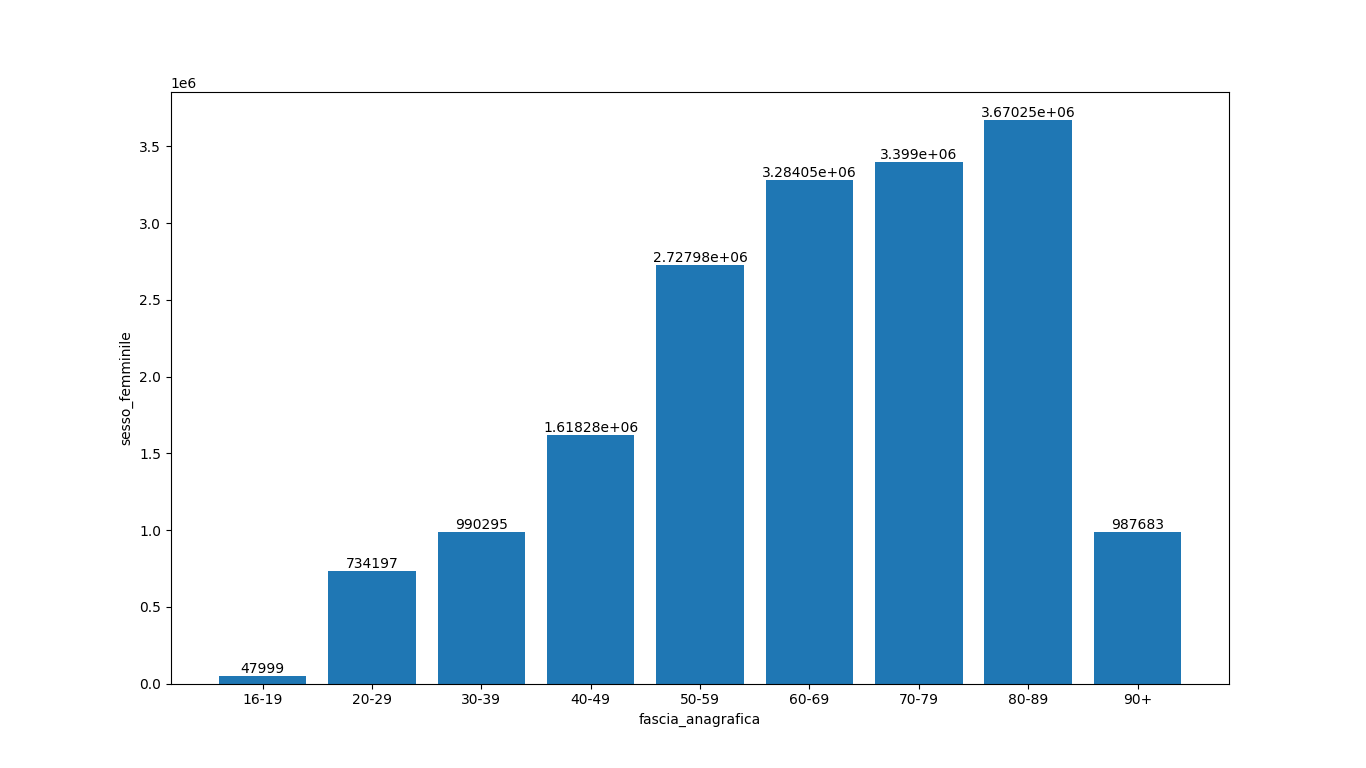 1e6
3.67025e+06
3.5
3.399e+06
3.28405e+06
3.0
2.72798e+06
2.5
2.0
sesso_femminile
1.61828e+06
1.5
1.0
990295
987683
734197
0.5
47999
0.0
16-19 20-29 30-39 40-49 50-59 60-69 70-79 80-89 90+
fascia_anagrafica